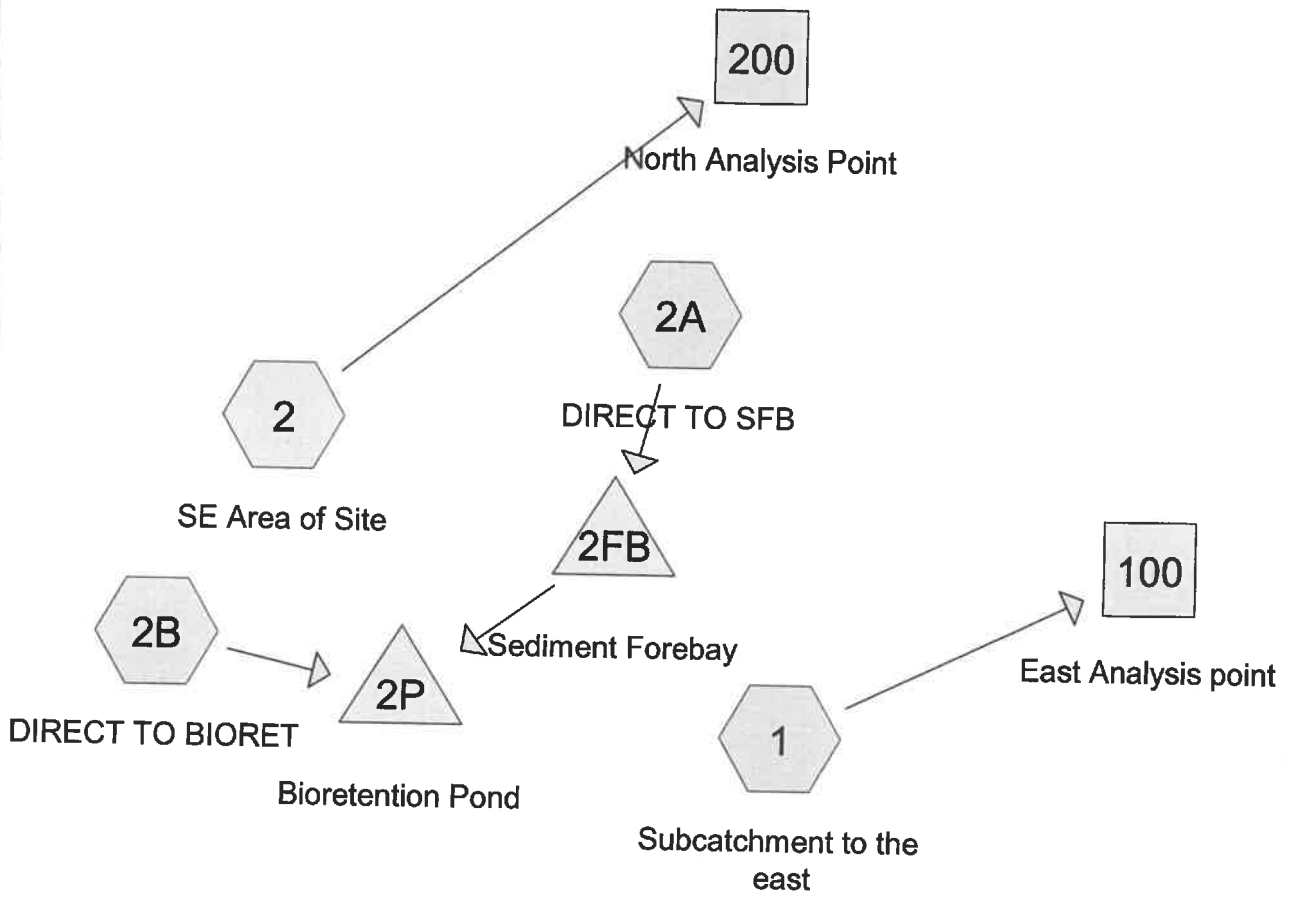 200
North Analysis Point
2A
DIRECT TO SFB
2
SE Area of Site
2FB
Sediment Forebay
100
East Analysis point
2B
DIRECT TO BIORET
2P
Bioretention Pond
1
Subcatchment to the
east